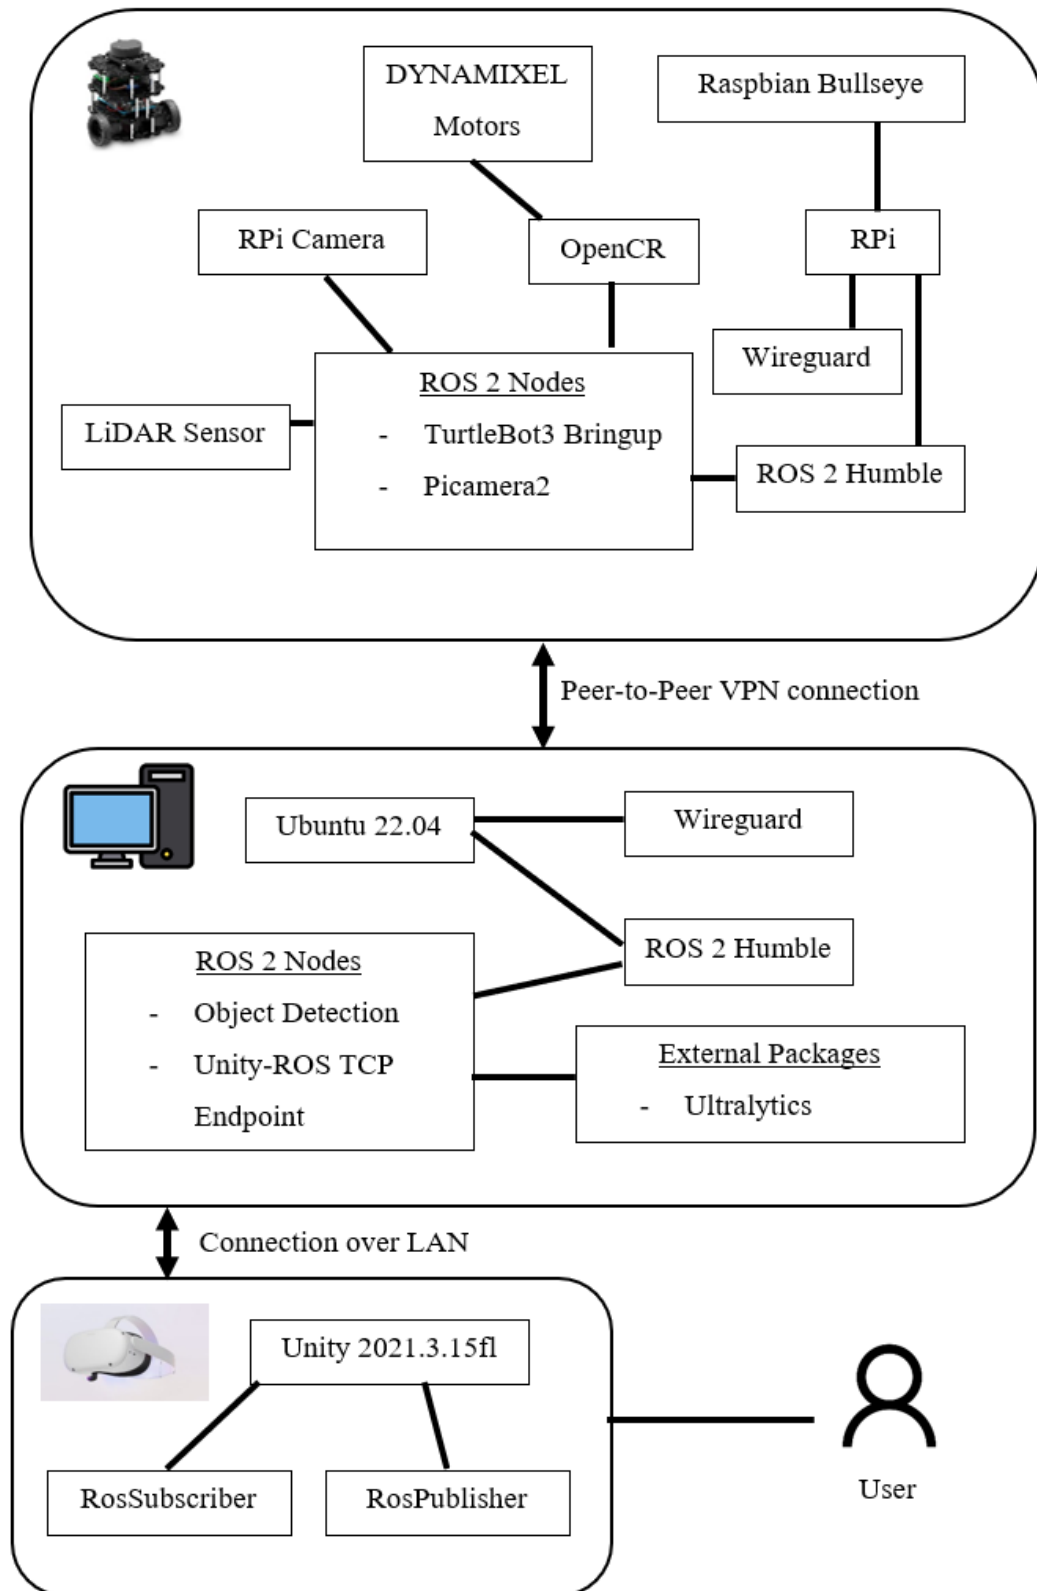 DYNAMIXEL
Motors
Raspbian Bullseye
RPi Camera
OpenCR
RPi
Wireguard
LiDAR Sensor
ROS 2 Nodes
- TurtleBot3 Bringup
- Picamera2
ROS 2 Humble
Peer-to-Peer VPN connection
Ubuntu 22.04
Wireguard
ROS 2 Humble
ROS 2 Nodes
- Object Detection
- Unity-ROS TCP
Endpoint
External Packages
- Ultralytics
Connection over LAN
Unity 2021.3.15fl
RosSubscriber
RosPublisher
User